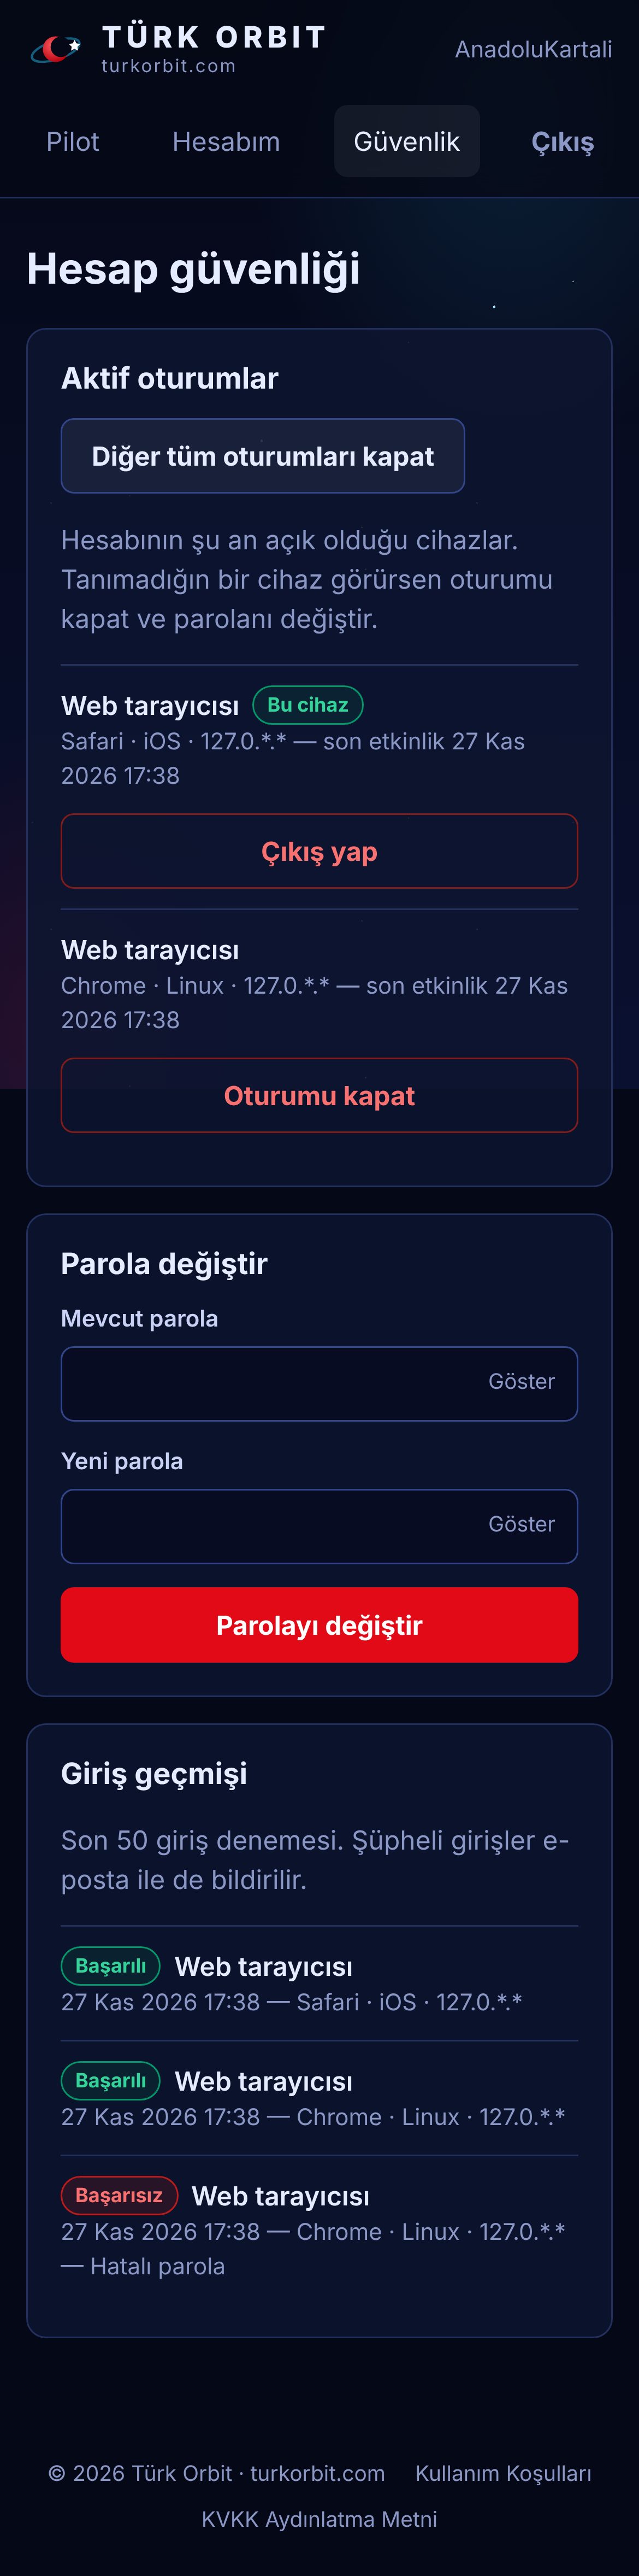 TÜRK ORBIT
turkorbit.com
AnadoluKartali
Pilot
Hesabım
Güvenlik
Çıkış
Hesap güvenliği
Aktif oturumlar
Diğer tüm oturumları kapat
Hesabının şu an açık olduğu cihazlar.
Tanımadığın bir cihaz görürsen oturumu
kapat ve parolanı değiştir.
Web tarayıcısı Bu cihaz
Safari · iOS · 127.0.*.* — son etkinlik 27 Kas
2026 17:38
Çıkış yap
Web tarayıcısı
Chrome · Linux · 127.0.*.* — son etkinlik 27 Kas
2026 17:38
Oturumu kapat
Parola değiştir
Mevcut parola
Göster
Yeni parola
Göster
Parolayı değiştir
Giriş geçmişi
Son 50 giriş denemesi. Şüpheli girişler e-
posta ile de bildirilir.
Başarılı Web tarayıcısı
27 Kas 2026 17:38 — Safari · iOS · 127.0.*.*
Başarılı Web tarayıcısı
27 Kas 2026 17:38 — Chrome · Linux · 127.0.*.*
Başarısız Web tarayıcısı
27 Kas 2026 17:38 — Chrome · Linux · 127.0.*.*
— Hatalı parola
© 2026 Türk Orbit · turkorbit.com Kullanım Koşulları
KVKK Aydınlatma Metni